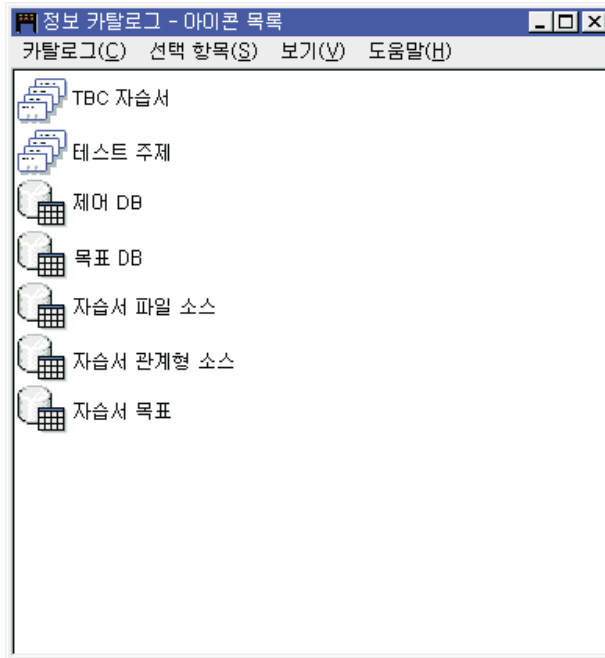 정보 카탈로그 - 아이콘 목록
카탈로그(C) 선택 항목(S) 보기(V) 도움말(H)
TBC 자습서
테스트 주제
제어 DB
목표 DB
자습서 파일 소스
자습서 관계형 소스
자습서 목표